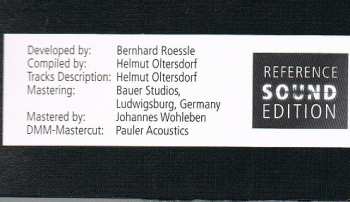 Developed by: Bernhard Roessle
Compiled by: Helmut Oltersdorf
Tracks Description: Helmut Oltersdorf
Mastering: Bauer Studios,
Ludwigsburg, Germany
Mastered by: Johannes Wohleben
DMM-Mastercut: Pauler Acoustics
REFERENCE
SOUND
EDITION